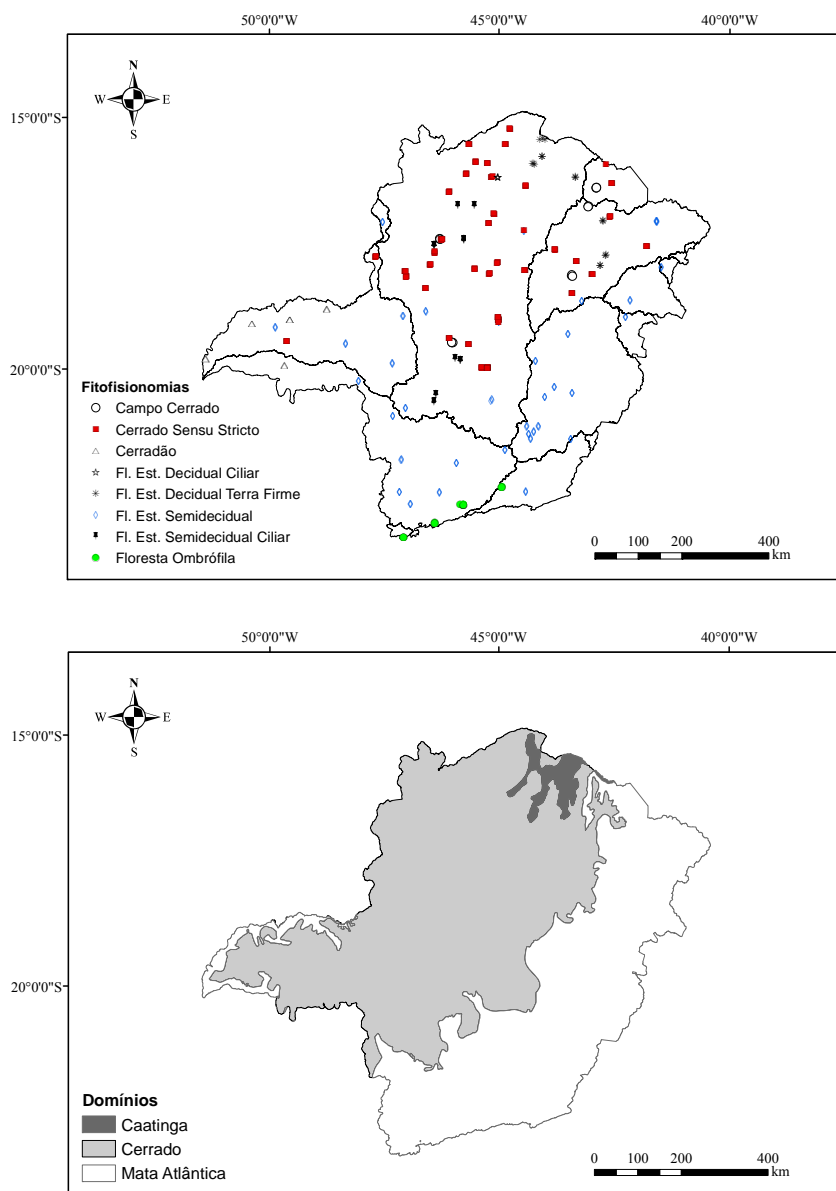 50°0'0"W 45°0'0"W 40°0'0"W
N
W E
S
15°0'0"S
20°0'0"S
Fitofisionomias
Campo Cerrado
Cerrado Sensu Stricto
Cerradão
Fl. Est. Decidual Ciliar
Fl. Est. Decidual Terra Firme
Fl. Est. Semidecidual
Fl. Est. Semidecidual Ciliar
Floresta Ombrófila
0 100 200 400
km
50°0'0"W 45°0'0"W 40°0'0"W
N
W E
S
15°0'0"S
20°0'0"S
Domínios
Caatinga
Cerrado
Mata Atlântica
0 100 200 400
km